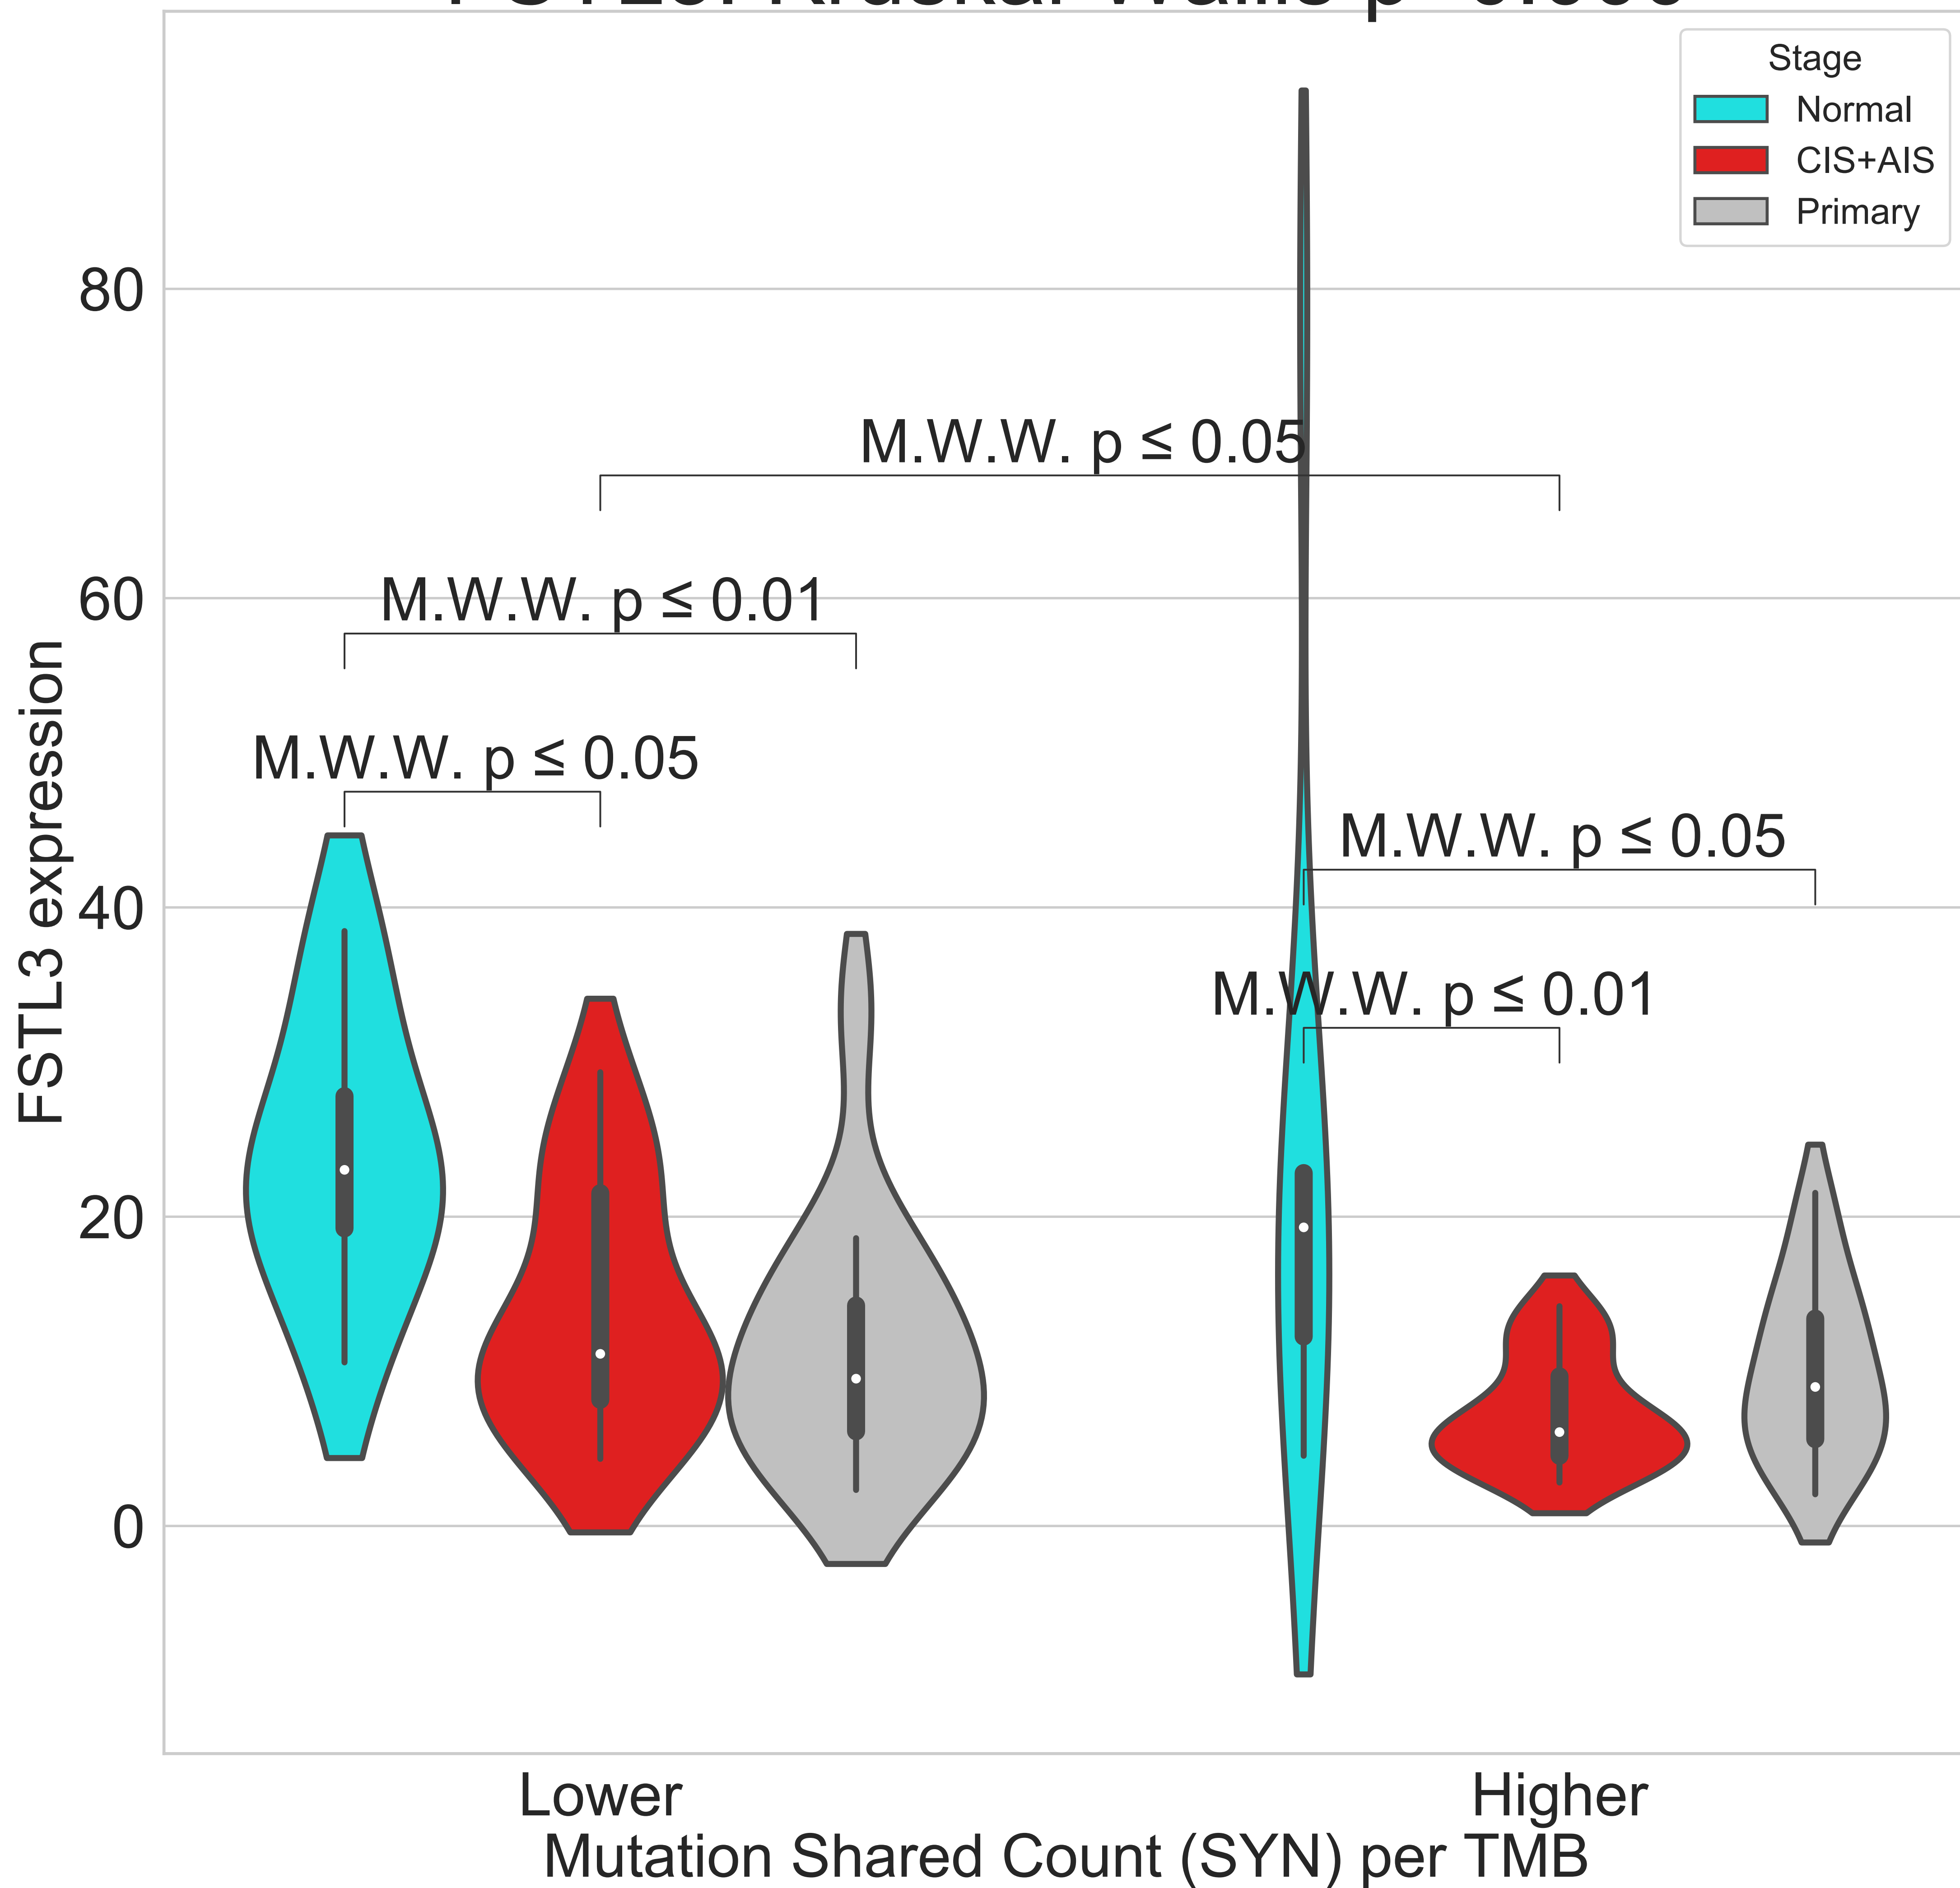 Stage
Normal
CIS+AIS
Primary
80
60
40
20
0
FSTL3 expression
M.W.W. p ≤ 0.05
M.W.W. p ≤ 0.01
M.W.W. p ≤ 0.05
M.W.W. p ≤ 0.05
M.W.W. p ≤ 0.01
Lower
Higher
Mutation Shared Count (SYN) per TMB